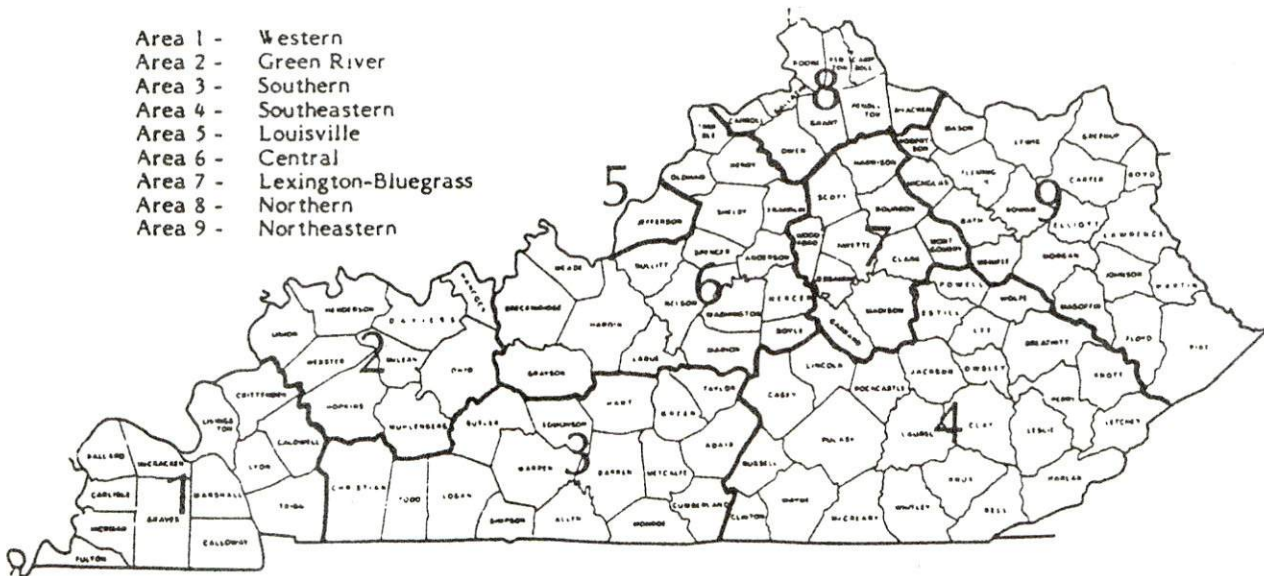 Area 1 - Western
Area 2 - Green River
Area 3 - Southern
Area 4 - Southeastern
Area 5 - Louisville
Area 6 - Central
Area 7 - Lexington-Bluegrass
Area 8 - Northern
Area 9 - Northeastern
BOONE
8
GRANT
CARROLL
OWEN
HENRY
OLDHAM
HARRISON
MASON
LEWIS
GREENUP
CARTER
BOYD
NICHOLAS
5
JEFFERSON
SHELBY
FRANKLIN
SCOTT
BOURBON
BATH
9
ELLIOTT
LAWRENCE
SPENCER
ANDERSON
FAYETTE
7
CLARK
MORGAN
JOHNSON
MARTIN
MEADE
BULLITT
NELSON
6
WASHINGTON
MERCER
MADISON
POWELL
WOLFE
MAGOFFIN
HENDERSON
DAVIESS
BRECKINRIDGE
HARDIN
BOYLE
GARRARD
ESTILL
LEE
BREATHITT
FLOYD
PIKE
UNION
WEBSTER
2
McLEAN
OHIO
GRAYSON
LARUE
MARION
LINCOLN
JACKSON
OWSLEY
KNOTT
CRITTENDEN
HOPKINS
MUHLENBERG
BUTLER
EDMONSON
HART
GREEN
TAYLOR
CASEY
PERRY
LETCHER
LIVINGS
TON
CALDWELL
LYON
3
ADAIR
PULASKI
LAUREL
4
CLAY
LESLIE
BALLARD
McCRACKEN
CHRISTIAN
TODD
LOGAN
WARREN
BARREN
METCALFE
RUSSELL
KNOX
HARLAN
CARLISLE
1
MARSHALL
TRIGG
SIMPSON
ALLEN
MONROE
CUMBERLAND
CLINTON
WAYNE
McCREARY
WHITLEY
BELL
GRAVES
CALLOWAY
FULTON